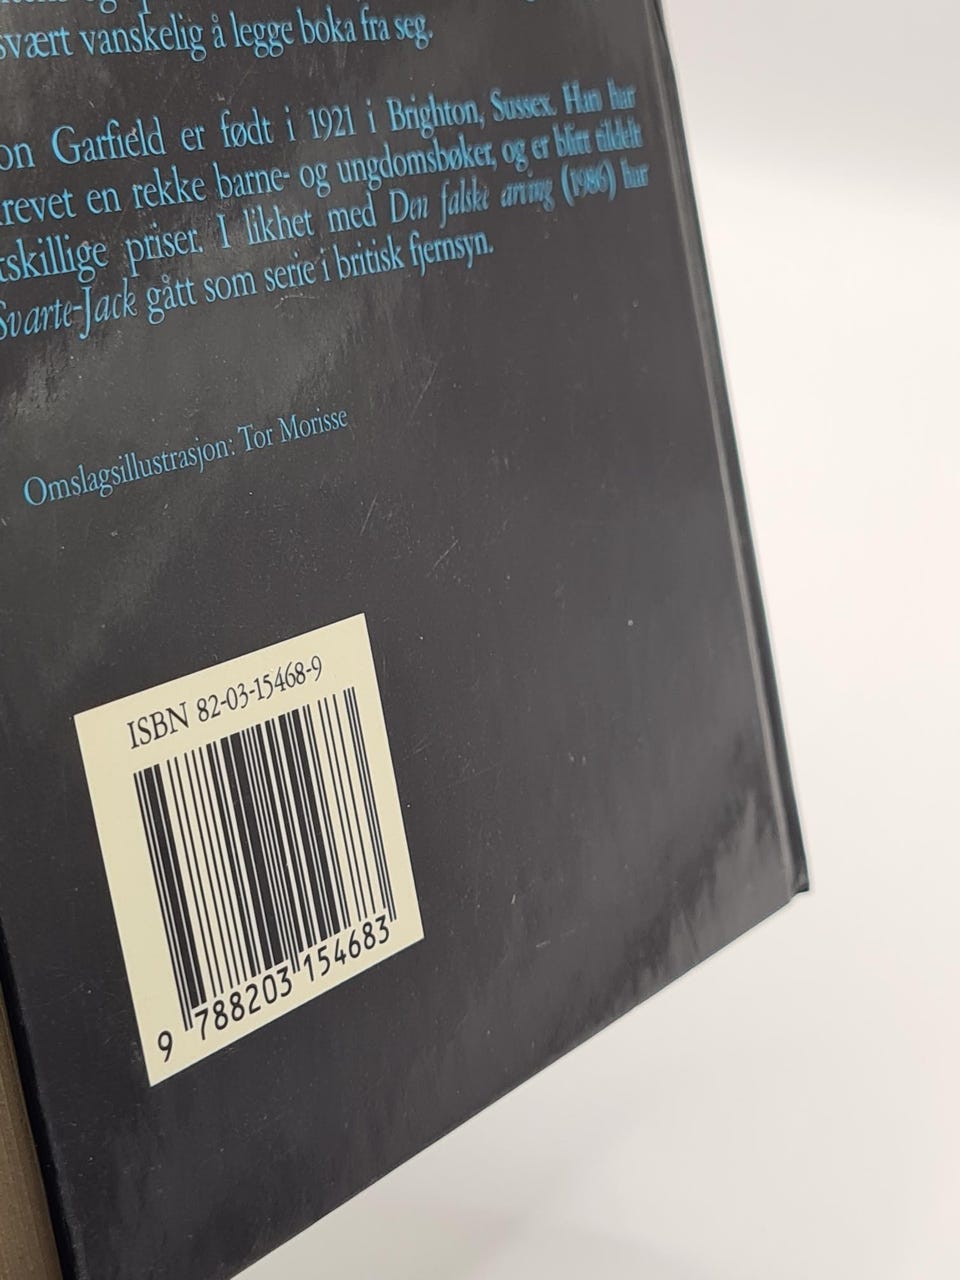 svært vanskelig å legge boka fra seg.
on Garfield er født i 1921 i Brighton, Sussex. Han har
krevet en rekke barne- og ungdomsbøker, og er blitt tildelt
tskillige priser. I likhet med Den falske arving (1986) har
Svarte-Jack gått som serie i britisk fjernsyn.
Omslagsillustrasjon: Tor Morisse
ISBN 82-03-15468-9
9 788203 154683